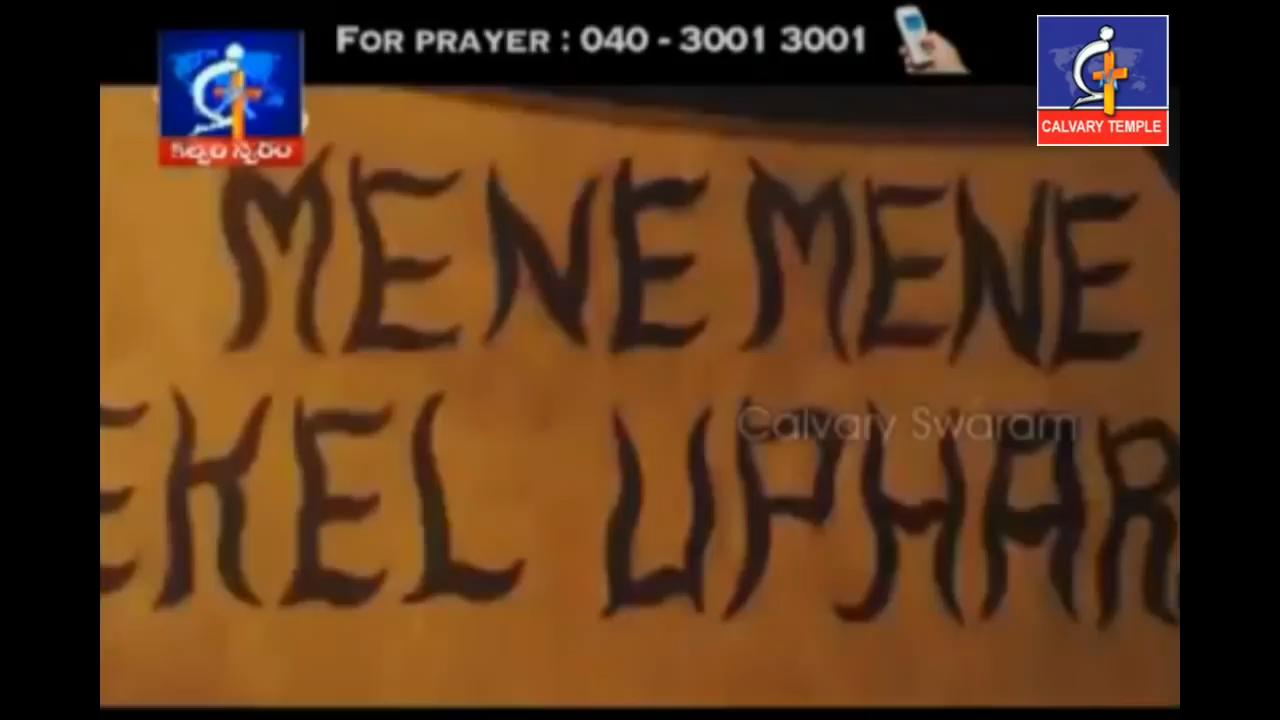 FOR PRAYER : 040 - 3001 3001
CALVARY TEMPLE
MENE MENE
EKEL UPHAR
Calvary Swaram